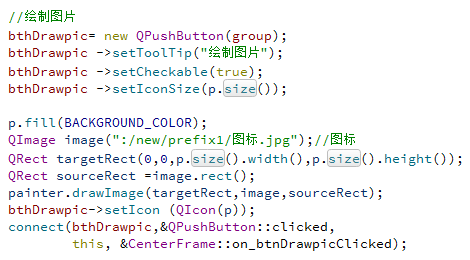 //绘制图片
bthDrawpic= new QPushButton(group);
bthDrawpic ->setToolTip("绘制图片");
bthDrawpic ->setCheckable(true);
bthDrawpic ->setIconSize(p.size());
p.fill(BACKGROUND_COLOR);
QImage image(":/new/prefix1/图标.jpg");//图标
QRect targetRect(0,0,p.size().width(),p.size().height());
QRect sourceRect =image.rect();
painter.drawImage(targetRect,image,sourceRect);
bthDrawpic->setIcon (QIcon(p));
connect(bthDrawpic,&QPushButton::clicked,
this, &CenterFrame::on_btnDrawpicClicked);